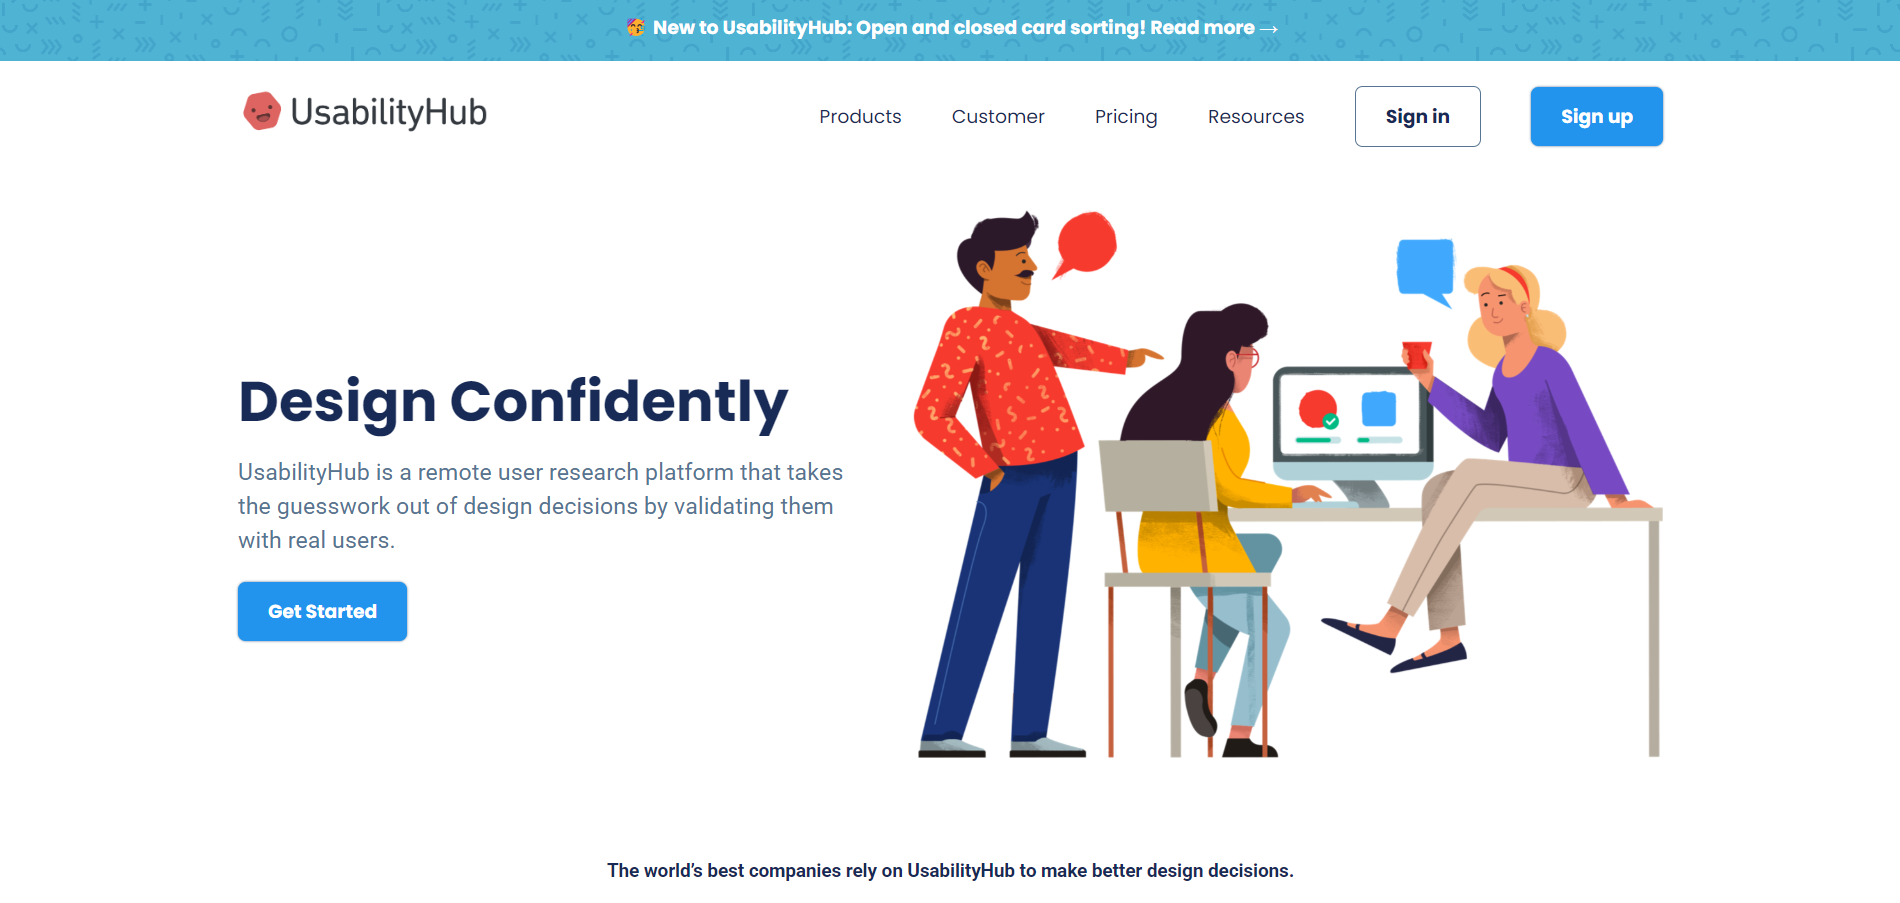 🥳 New to UsabilityHub: Open and closed card sorting! Read more →
UsabilityHub
Products
Customer
Pricing
Resources
Sign in
Sign up
Design Confidently
UsabilityHub is a remote user research platform that takes
the guesswork out of design decisions by validating them
with real users.
Get Started
The world’s best companies rely on UsabilityHub to make better design decisions.